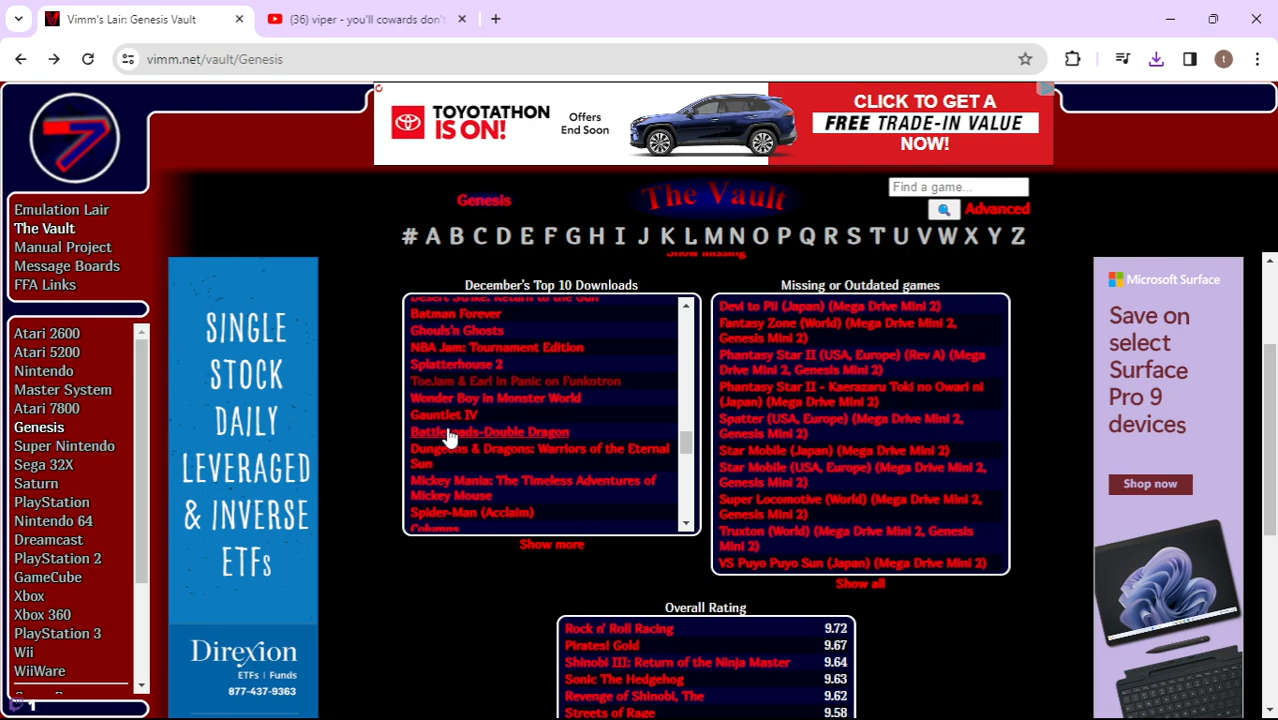 Vimm's Lair: Genesis Vault
(36) viper - you'll cowards don't
vimm.net/vault/Genesis
t
TOYOTATHON
IS ON!
Offers
End Soon
CLICK TO GET A
FREE TRADE-IN VALUE
NOW!
7
Genesis
The Vault
Find a game...
Advanced
# A B C D E F G H I J K L M N O P Q R S T U V W X Y Z
Show missing
Emulation Lair
The Vault
Manual Project
Message Boards
FFA Links
Atari 2600
Atari 5200
Nintendo
Master System
Atari 7800
Genesis
Super Nintendo
Sega 32X
Saturn
PlayStation
Nintendo 64
Dreamcast
PlayStation 2
GameCube
Xbox
Xbox 360
PlayStation 3
Wii
WiiWare
1
SINGLE
STOCK
DAILY
LEVERAGED
& INVERSE
ETFs
Direxion
ETFs | Funds
877-437-9363
December's Top 10 Downloads
Desert Strike: Return to the Gulf
Batman Forever
Ghouls'n Ghosts
NBA Jam: Tournament Edition
Splatterhouse 2
ToeJam & Earl in Panic on Funkotron
Wonder Boy in Monster World
Gauntlet IV
Battletoads-Double Dragon
Dungeons & Dragons: Warriors of the Eternal
Sun
Mickey Mania: The Timeless Adventures of
Mickey Mouse
Spider-Man (Acclaim)
Columns
Show more
Missing or Outdated games
Devi to Pii (Japan) (Mega Drive Mini 2)
Fantasy Zone (World) (Mega Drive Mini 2,
Genesis Mini 2)
Phantasy Star II (USA, Europe) (Rev A) (Mega
Drive Mini 2, Genesis Mini 2)
Phantasy Star II - Kaerazaru Toki no Owari ni
(Japan) (Mega Drive Mini 2)
Spatter (USA, Europe) (Mega Drive Mini 2,
Genesis Mini 2)
Star Mobile (Japan) (Mega Drive Mini 2)
Star Mobile (USA, Europe) (Mega Drive Mini 2,
Genesis Mini 2)
Super Locomotive (World) (Mega Drive Mini 2,
Genesis Mini 2)
Truxton (World) (Mega Drive Mini 2, Genesis
Mini 2)
VS Puyo Puyo Sun (Japan) (Mega Drive Mini 2)
Show all
Overall Rating
Rock n' Roll Racing 9.72
Pirates! Gold 9.67
Shinobi III: Return of the Ninja Master 9.64
Sonic The Hedgehog 9.63
Revenge of Shinobi, The 9.62
Streets of Rage 9.58
Microsoft Surface
Save on
select
Surface
Pro 9
devices
Shop now